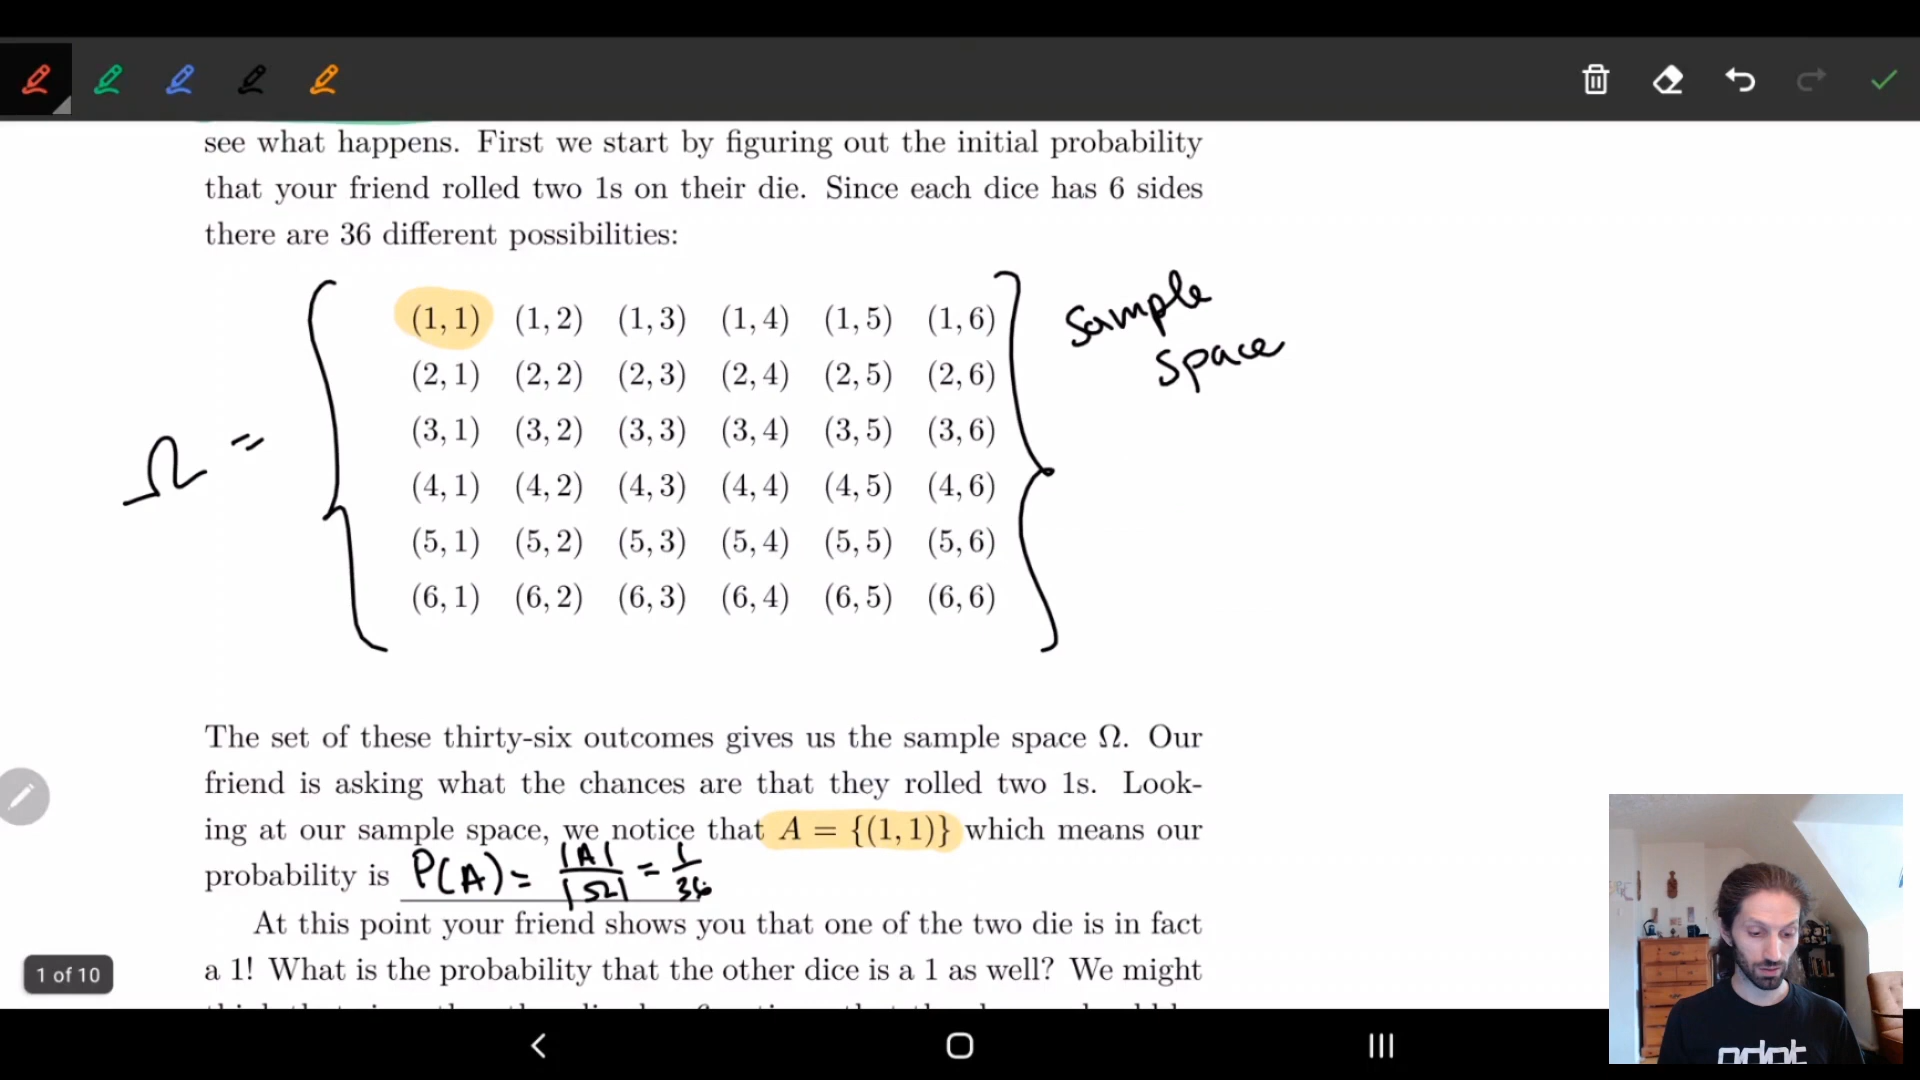 see what happens. First we start by figuring out the initial probability
that your friend rolled two 1s on their die. Since each dice has 6 sides
there are 36 different possibilities:
Ω = { (1, 1) (1, 2) (1, 3) (1, 4) (1, 5) (1, 6) } Sample Space
(2, 1) (2, 2) (2, 3) (2, 4) (2, 5) (2, 6)
(3, 1) (3, 2) (3, 3) (3, 4) (3, 5) (3, 6)
(4, 1) (4, 2) (4, 3) (4, 4) (4, 5) (4, 6)
(5, 1) (5, 2) (5, 3) (5, 4) (5, 5) (5, 6)
(6, 1) (6, 2) (6, 3) (6, 4) (6, 5) (6, 6)
The set of these thirty-six outcomes gives us the sample space Ω. Our
friend is asking what the chances are that they rolled two 1s. Look-
ing at our sample space, we notice that A = {(1, 1)} which means our
probability is P(A) = |A| / |Ω| = 1/36
At this point your friend shows you that one of the two die is in fact
a 1! What is the probability that the other dice is a 1 as well? We might
1 of 10